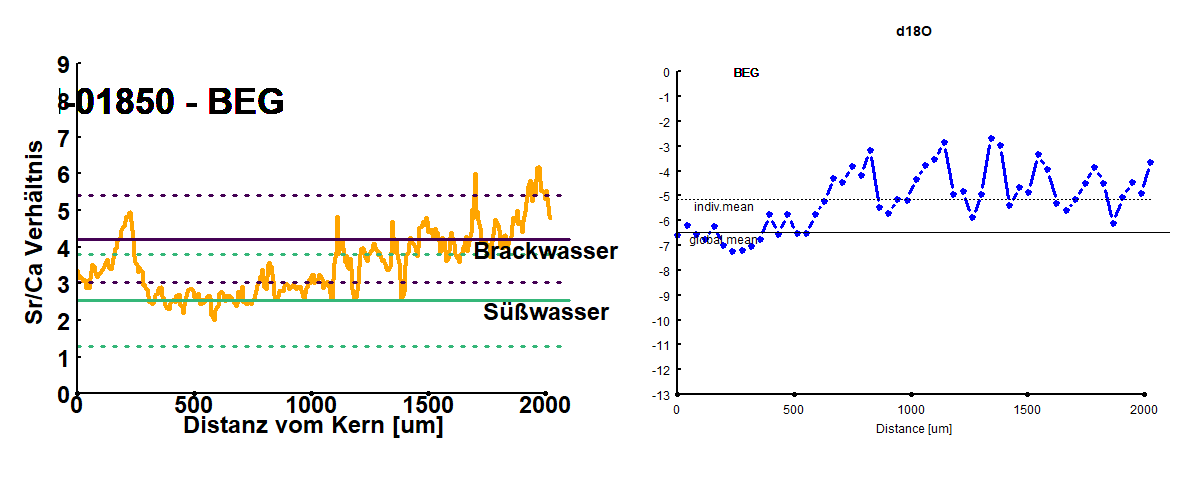 -01850 - BEG
Sr/Ca Verhältnis
9
8
7
6
5
4
3
2
1
0
Brackwasser
Süßwasser
0 500 1000 1500 2000
Distanz vom Kern [um]
d18O
BEG
0
-1
-2
-3
-4
-5
-6
-7
-8
-9
-10
-11
-12
-13
indiv.mean
global.mean
0 500 1000 1500 2000
Distance [um]